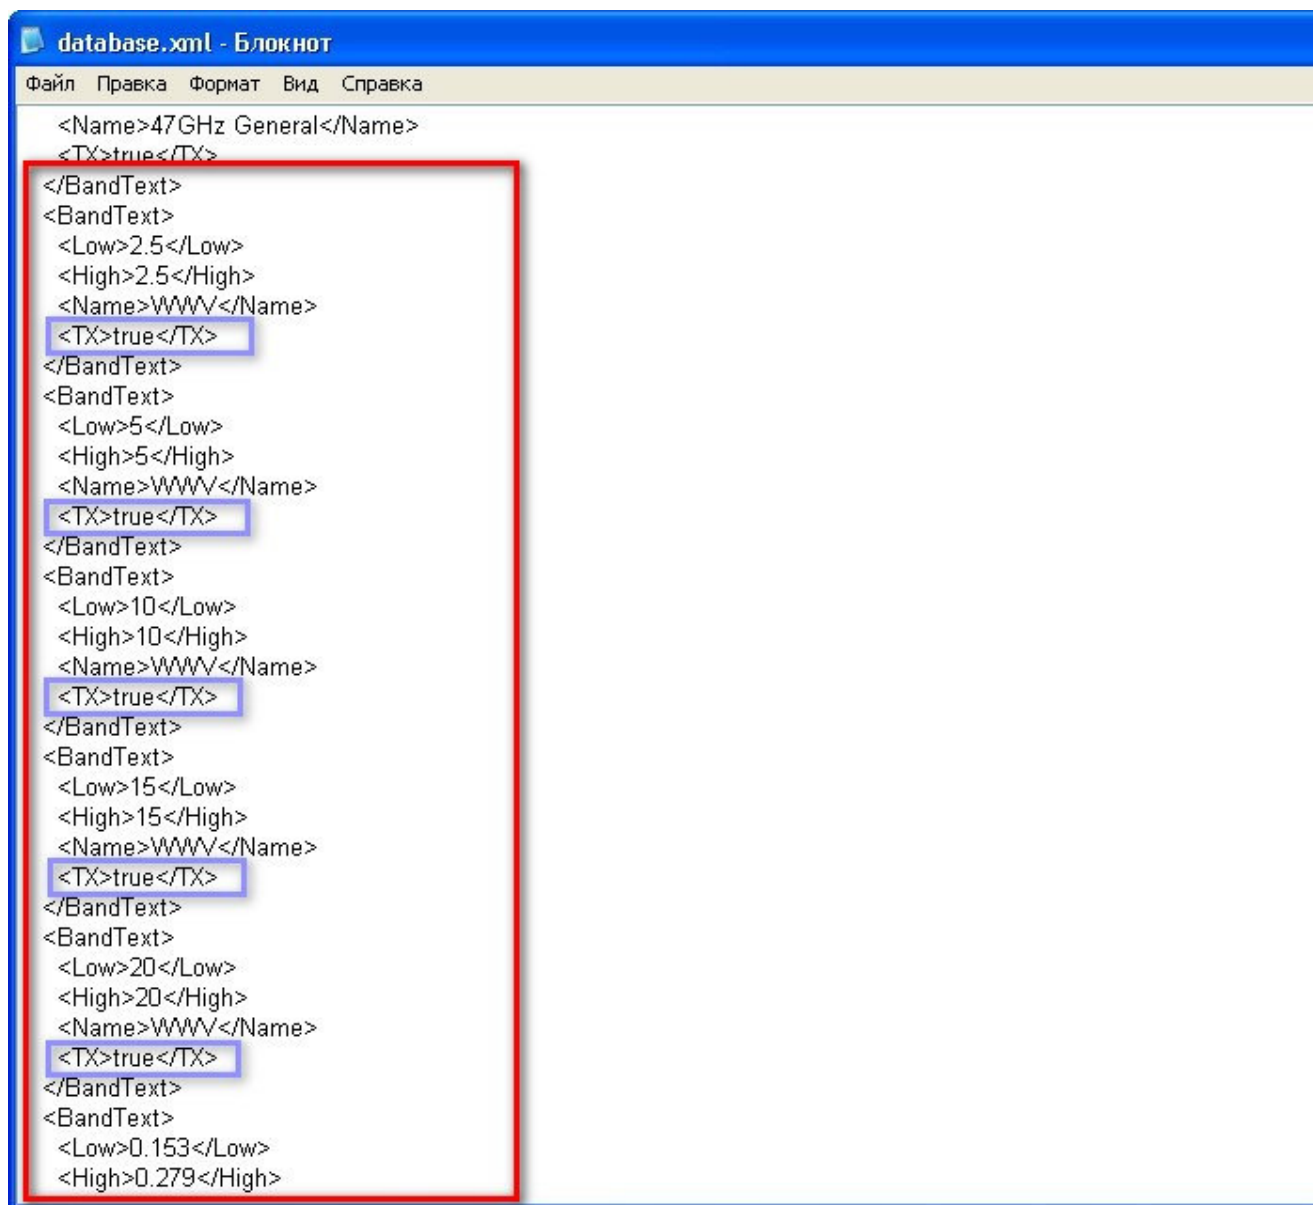 database.xml - Блокнот
Файл Правка Формат Вид Справка
<Name>47GHz General</Name>
<TX>true</TX>
</BandText>
<BandText>
<Low>2.5</Low>
<High>2.5</High>
<Name>WWV</Name>
<TX>true</TX>
</BandText>
<BandText>
<Low>5</Low>
<High>5</High>
<Name>WWV</Name>
<TX>true</TX>
</BandText>
<BandText>
<Low>10</Low>
<High>10</High>
<Name>WWV</Name>
<TX>true</TX>
</BandText>
<BandText>
<Low>15</Low>
<High>15</High>
<Name>WWV</Name>
<TX>true</TX>
</BandText>
<BandText>
<Low>20</Low>
<High>20</High>
<Name>WWV</Name>
<TX>true</TX>
</BandText>
<BandText>
<Low>0.153</Low>
<High>0.279</High>